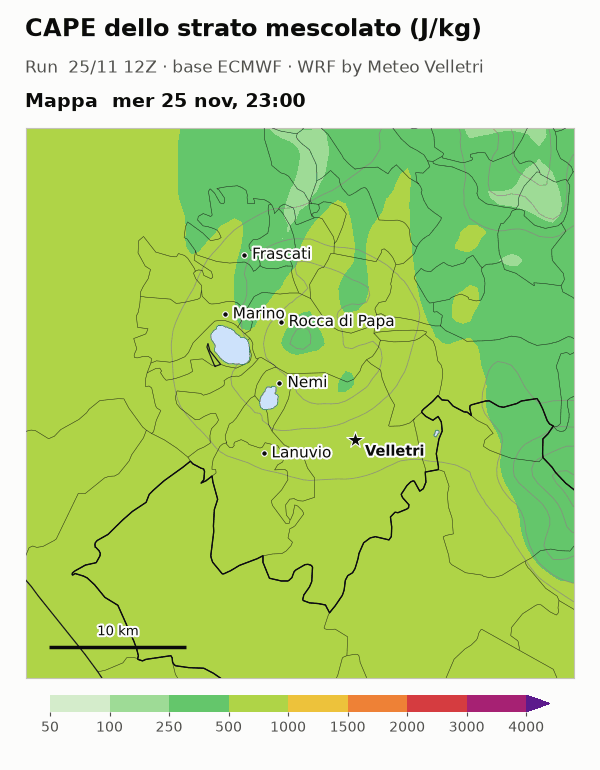 CAPE dello strato mescolato (J/kg)
Run  25/11 12Z · base ECMWF · WRF by Meteo Velletri
Mappa  mer 25 nov, 23:00
Frascati
Marino
Rocca di Papa
Nemi
Velletri
Lanuvio
10 km
50 100 250 500 1000 1500 2000 3000 4000